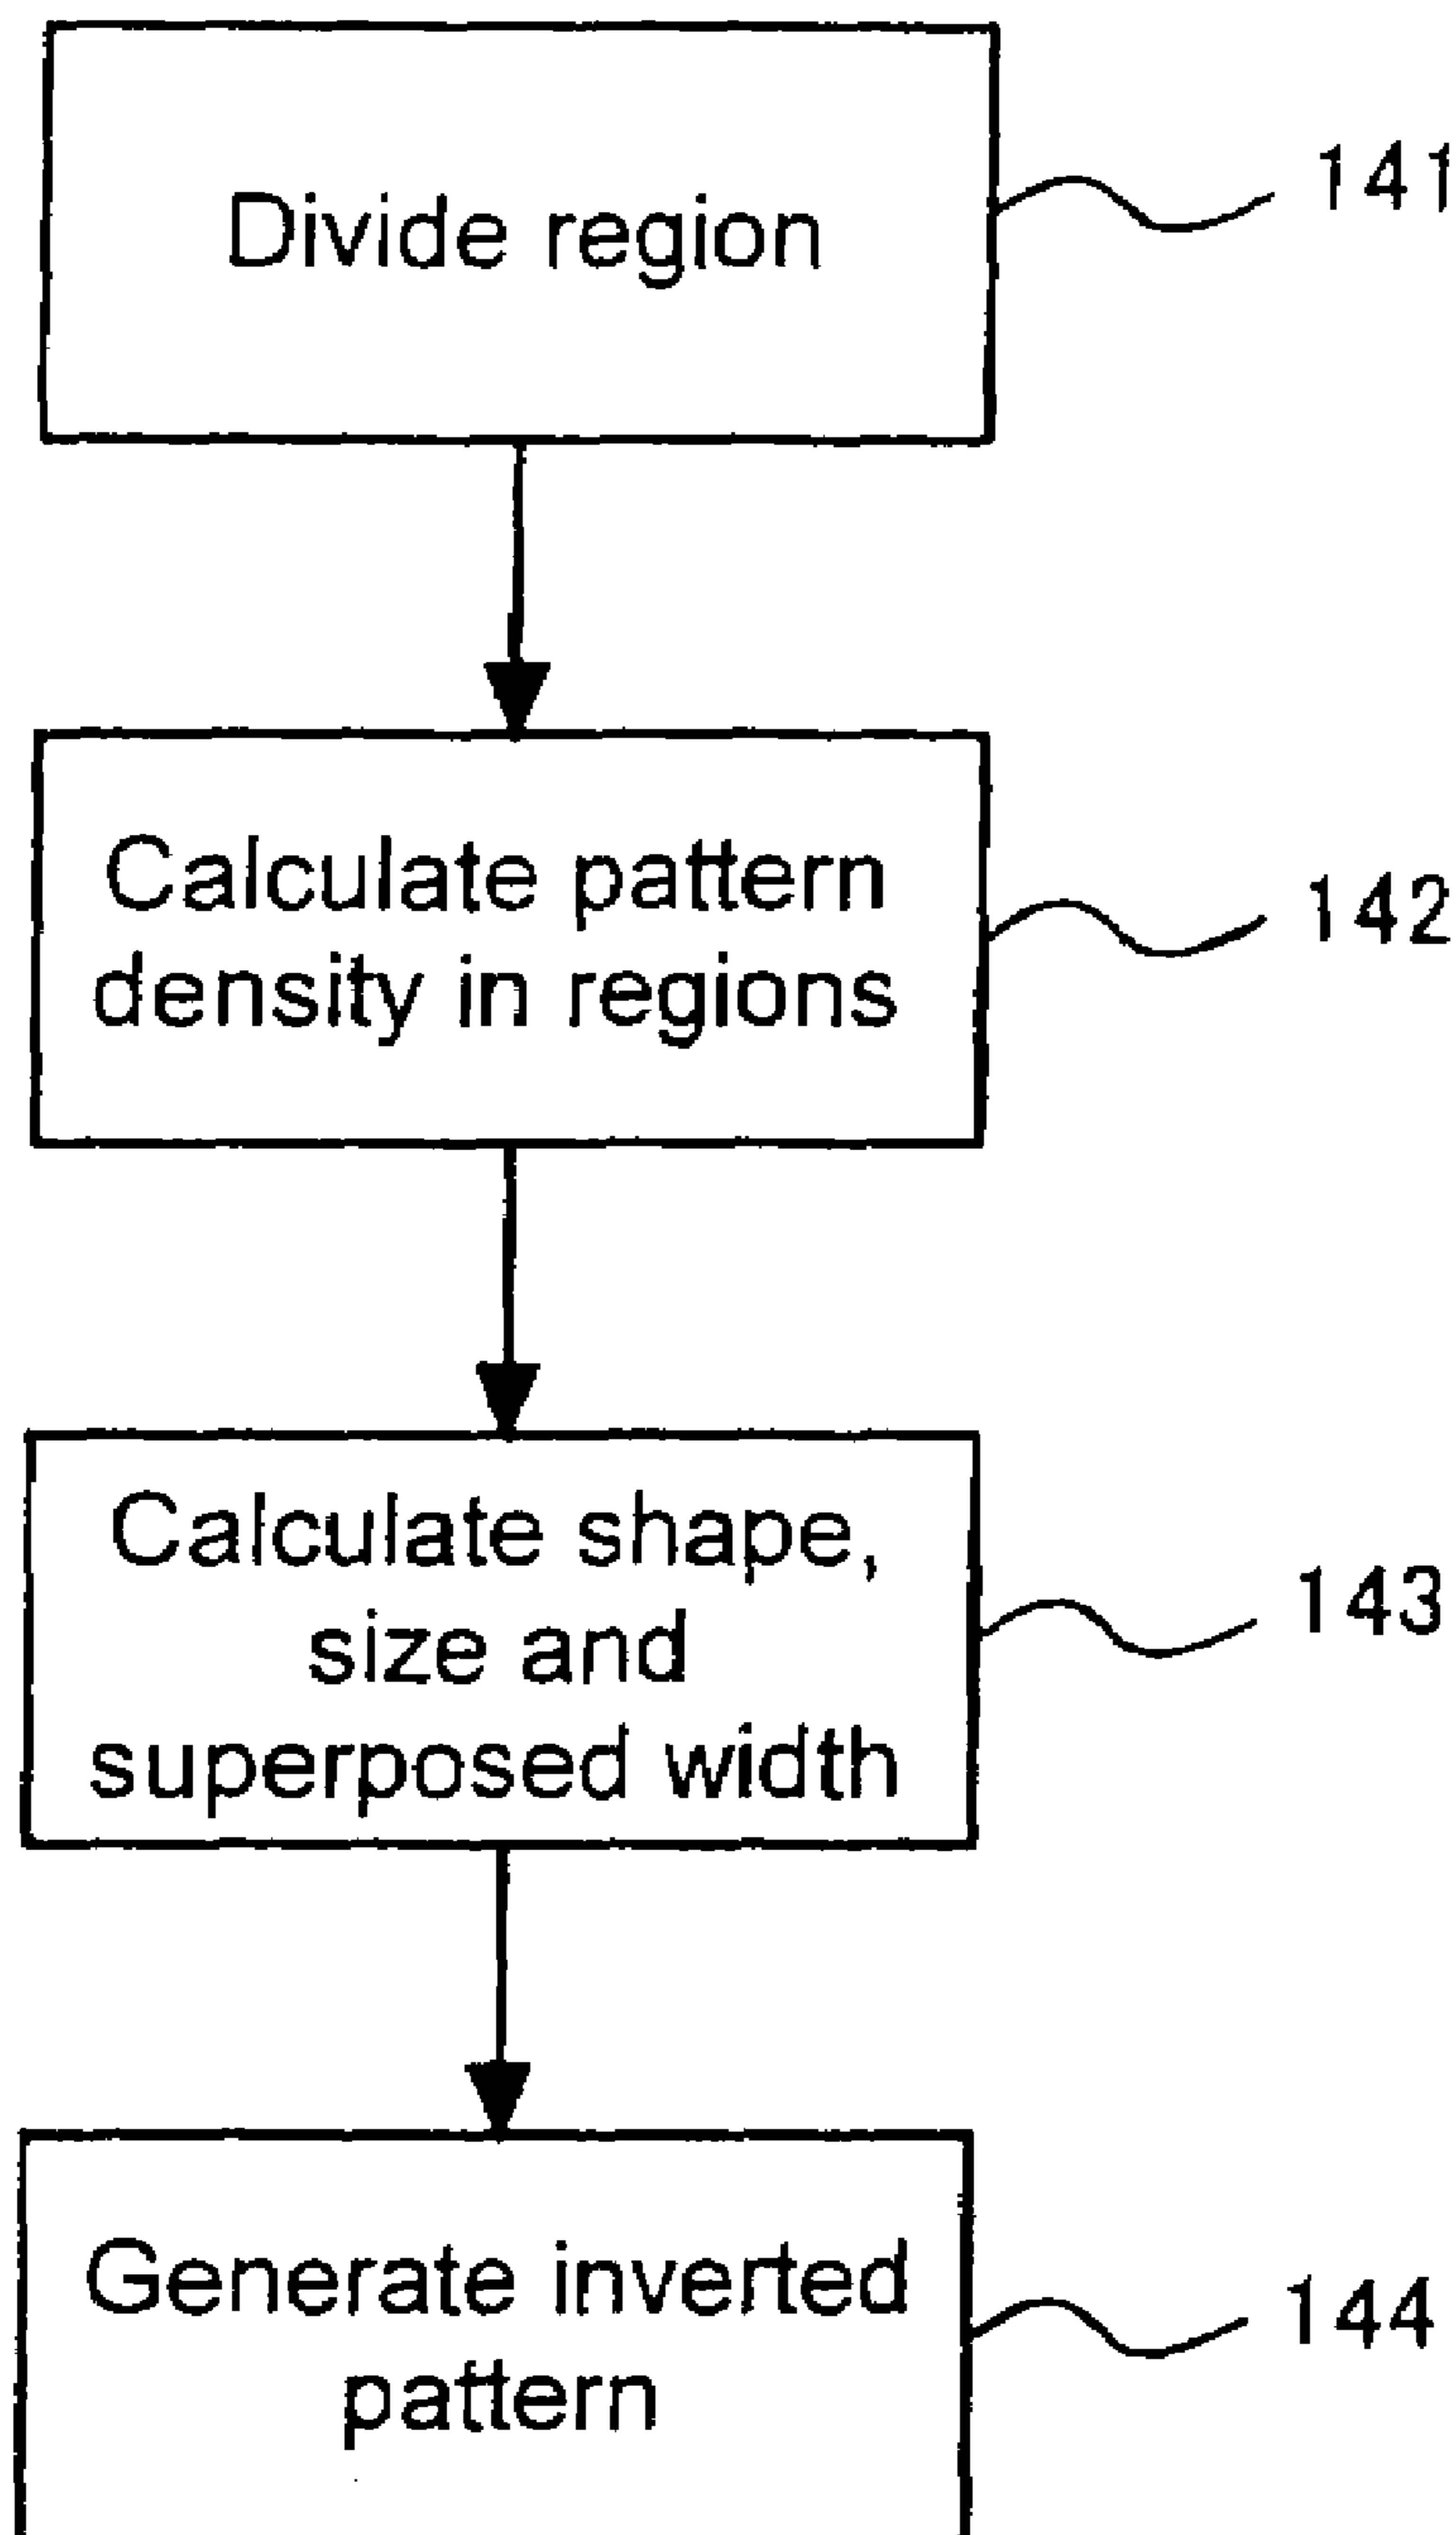 Divide region
141
Calculate pattern
density in regions
142
Calculate shape,
size and
superposed width
143
Generate inverted
pattern
144